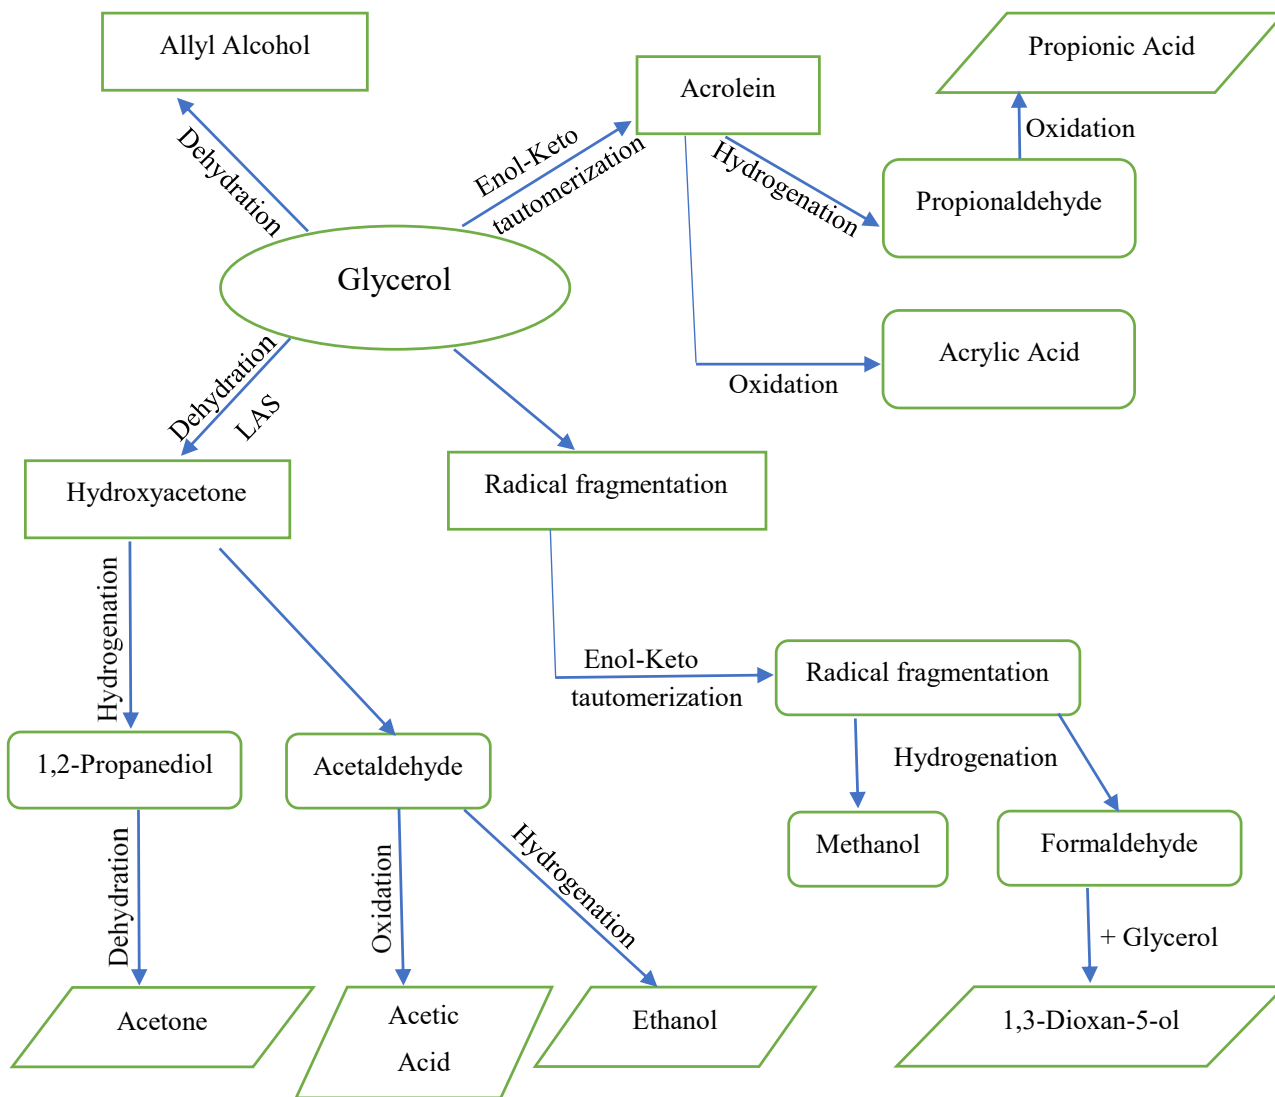 Allyl Alcohol
Propionic Acid
Acrolein
Dehydration
Enol-Keto
tautomerization
Hydrogenation
Oxidation
Propionaldehyde
Glycerol
Acrylic Acid
Oxidation
Dehydration
LAS
Hydroxyacetone
Radical fragmentation
Hydrogenation
Enol-Keto
tautomerization
Radical fragmentation
1,2-Propanediol
Acetaldehyde
Hydrogenation
Methanol
Formaldehyde
Dehydration
Oxidation
Hydrogenation
+ Glycerol
Acetone
Acetic
Acid
Ethanol
1,3-Dioxan-5-ol